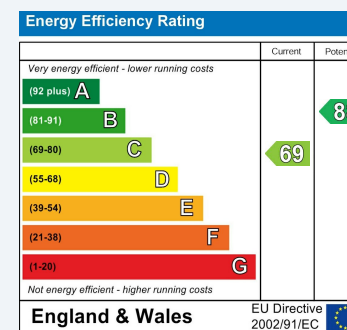 Energy Efficiency Rating
Current
Very energy efficient - lower running costs
(92 plus) A
(81-91) B
(69-80) C
69
(55-68) D
(39-54) E
(21-38) F
(1-20) G
Not energy efficient - higher running costs
England & Wales
EU Directive
2002/91/EC